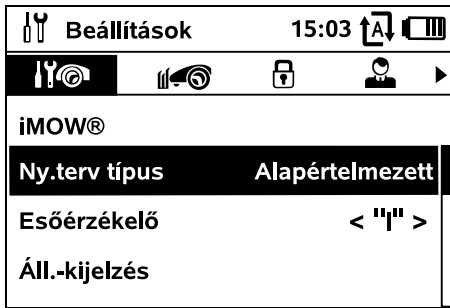 Beállítások 15:03 A
iMOW®
Ny.terv típus Alapértelmezett
Esőérzékelő < "|" >
Áll.-kijelzés